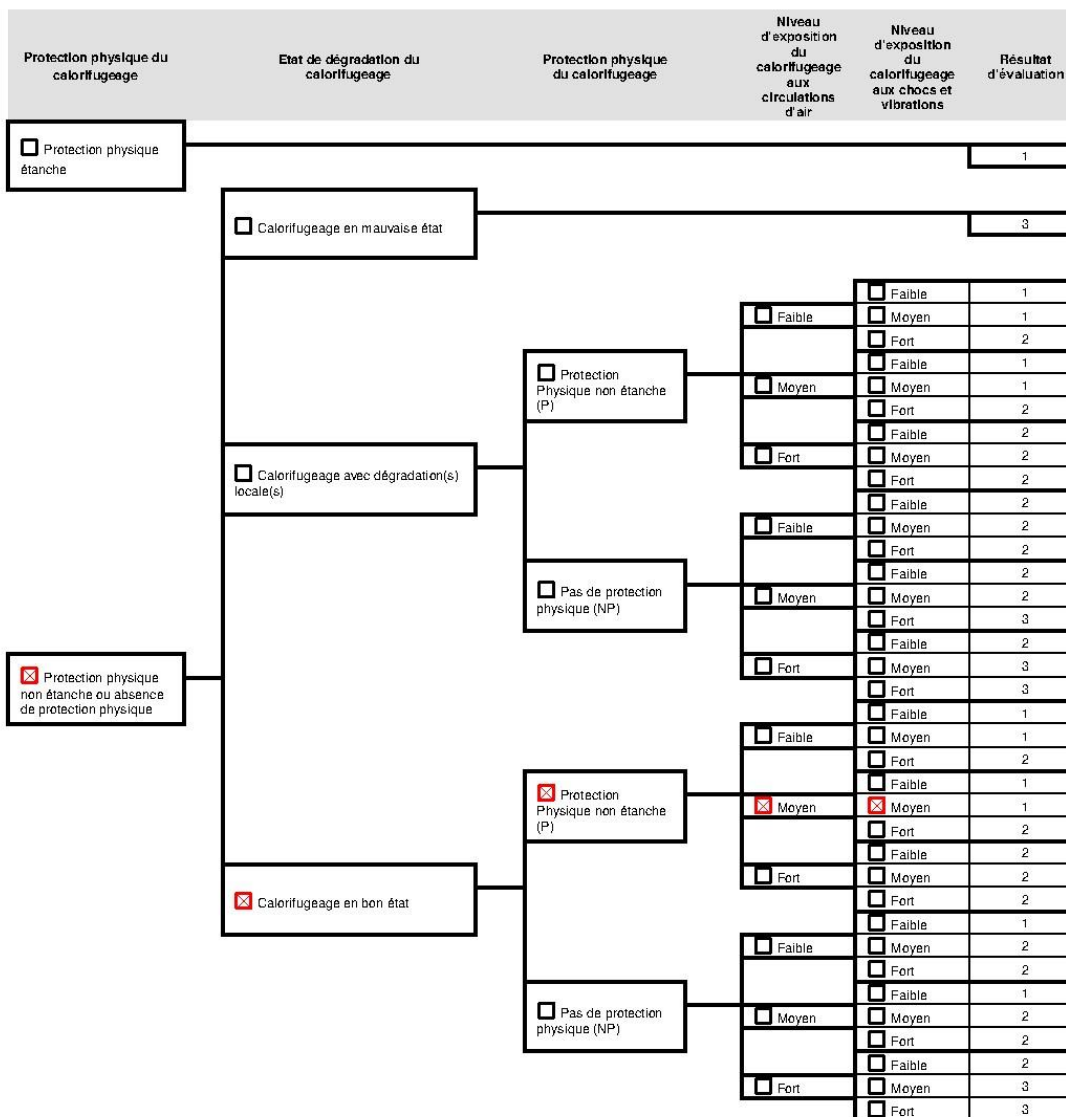 Protection physique du
calorifugeage
Etat de dégradation du
calorifugeage
Protection physique
du calorifugeage
Niveau
d'exposition
du
calorifugeage
aux
circulations
d'air
Niveau
d'exposition
du
calorifugeage
aux chocs et
vibrations
Résultat
d'évaluation
Protection physique
étanche
1
Calorifugeage en mauvaise état
3
Faible 1
Faible Moyen 1
Fort 2
Protection
Physique non étanche
(P)
Faible 1
Moyen Moyen 1
Fort 2
Faible 2
Fort Moyen 2
Fort 2
Calorifugeage avec dégradation(s)
locale(s)
Faible 2
Faible Moyen 2
Fort 2
Pas de protection
physique (NP)
Faible 2
Moyen Moyen 2
Fort 3
Faible 2
Fort Moyen 3
Fort 3
Protection physique
non étanche ou absence
de protection physique
Faible 1
Faible Moyen 1
Fort 2
Protection
Physique non étanche
(P)
Faible 1
Moyen Moyen 1
Fort 2
Faible 2
Fort Moyen 2
Fort 2
Calorifugeage en bon état
Faible 1
Faible Moyen 2
Fort 2
Pas de protection
physique (NP)
Faible 1
Moyen Moyen 2
Fort 2
Faible 2
Fort Moyen 3
Fort 3